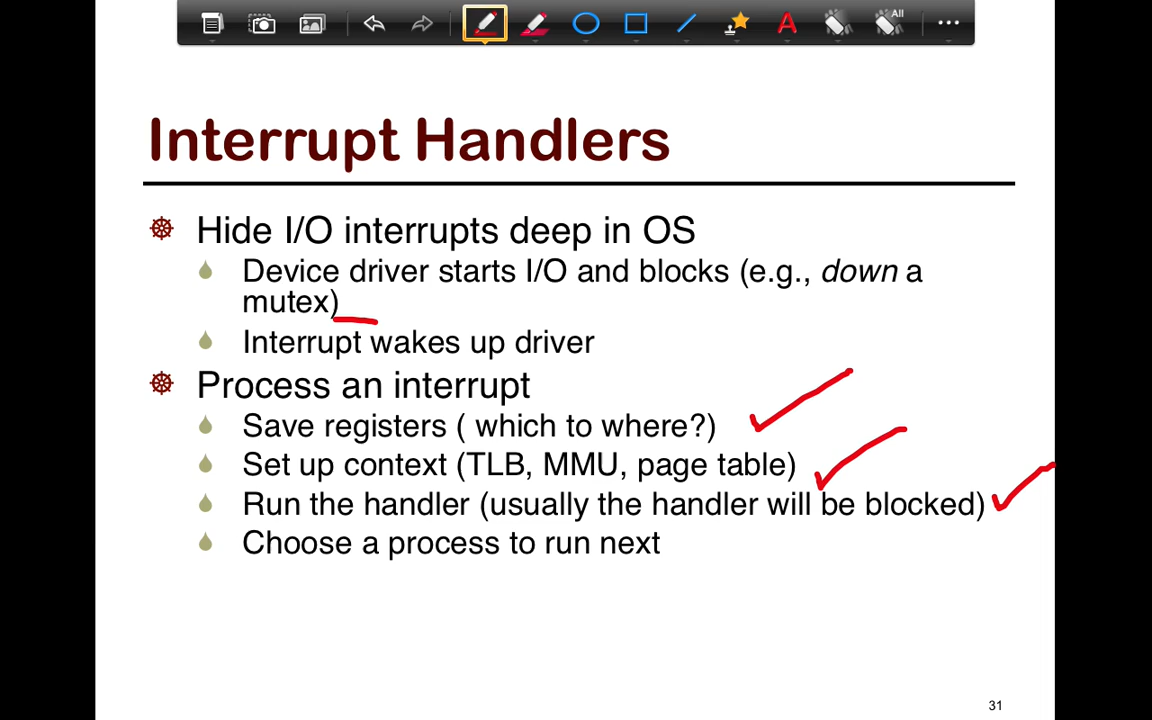 All
A
Interrupt Handlers
Hide I/O interrupts deep in OS
Device driver starts I/O and blocks (e.g., down a
mutex)
Interrupt wakes up driver
Process an interrupt
Save registers ( which to where?)
Set up context (TLB, MMU, page table)
Run the handler (usually the handler will be blocked)
Choose a process to run next
31